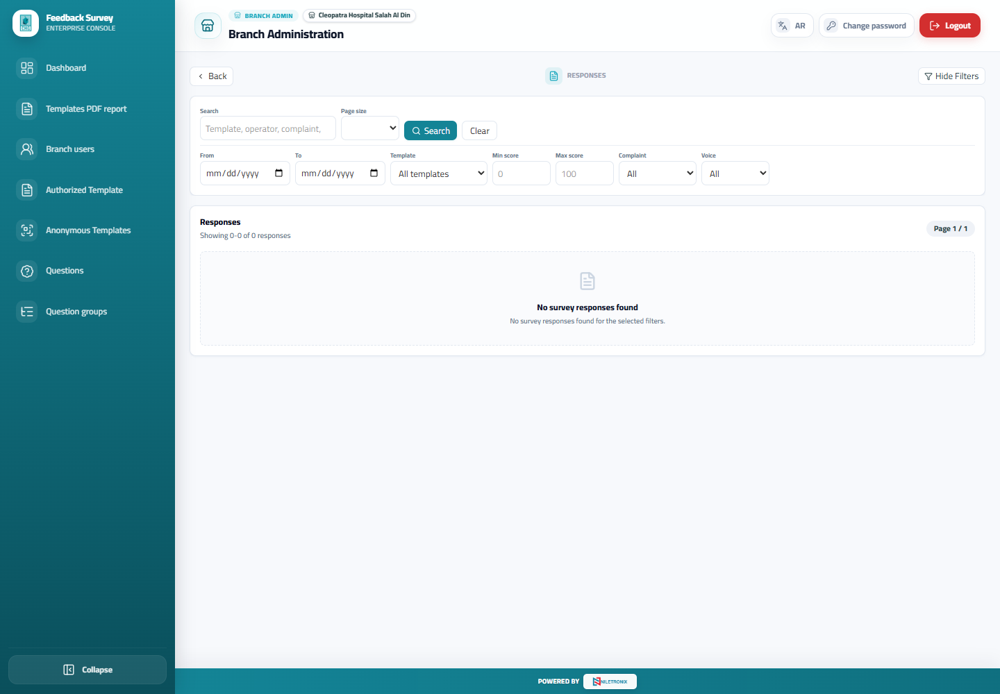 Feedback Survey
ENTERPRISE CONSOLE
Dashboard
Templates PDF report
Branch users
Authorized Template
Anonymous Templates
Questions
Question groups
Collapse
BRANCH ADMIN
Cleopatra Hospital Salah Al Din
Branch Administration
AR
Change password
Logout
Back
RESPONSES
Hide Filters
Search
Page size
Template, operator, complaint,
Search
Clear
From
To
Template
Min score
Max score
Complaint
Voice
mm/dd/yyyy
mm/dd/yyyy
All templates
0
100
All
All
Responses
Showing 0-0 of 0 responses
Page 1 / 1
No survey responses found
No survey responses found for the selected filters.
POWERED BY
NILETRONIX